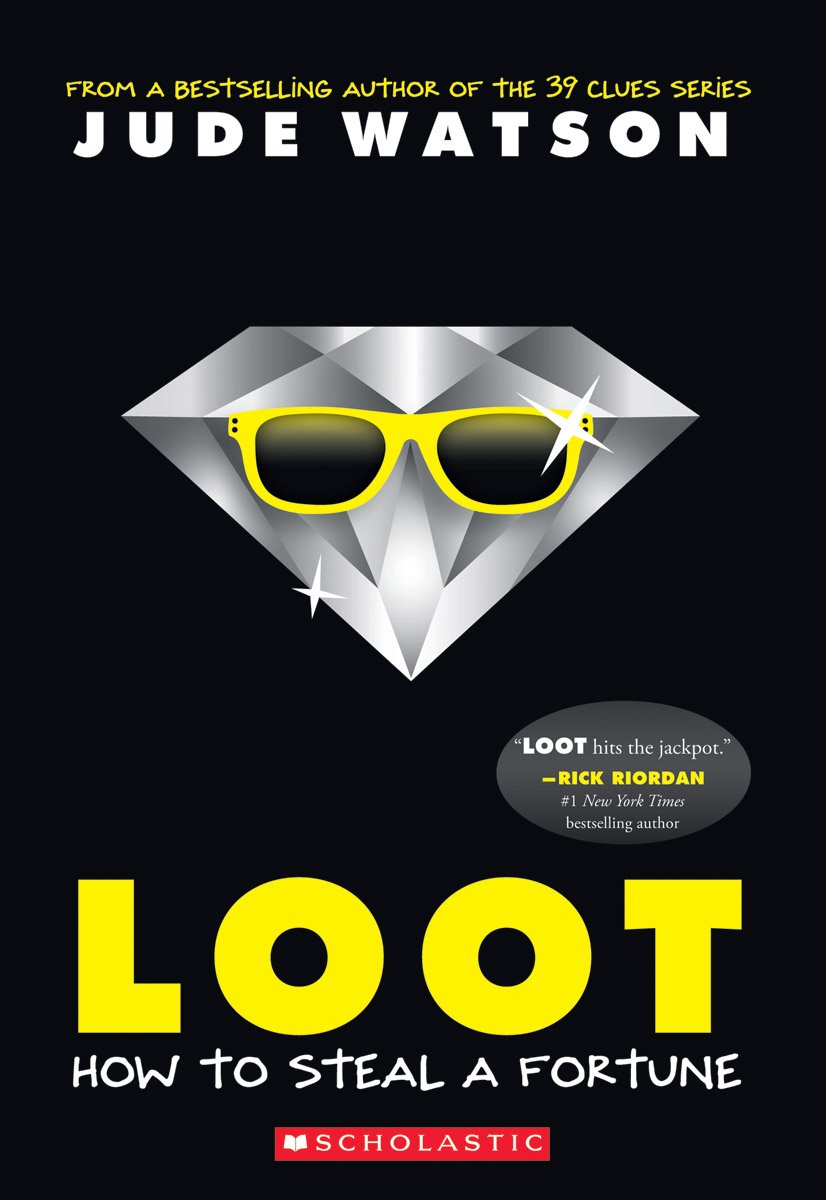 FROM A BESTSELLING AUTHOR OF THE 39 CLUES SERIES
JUDE WATSON
“LOOT hits the jackpot.”
—RICK RIORDAN
#1 New York Times
bestselling author
LOOT
HOW TO STEAL A FORTUNE
SCHOLASTIC